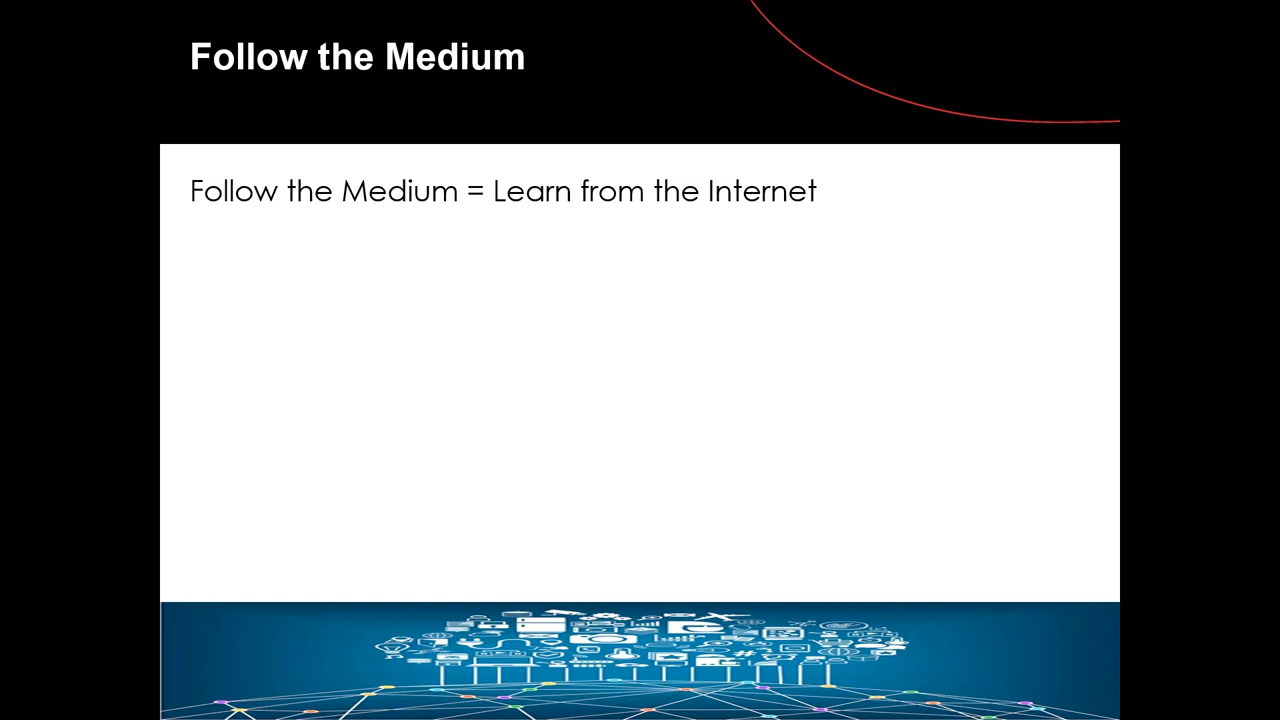 Follow the Medium
Follow the Medium = Learn from the Internet